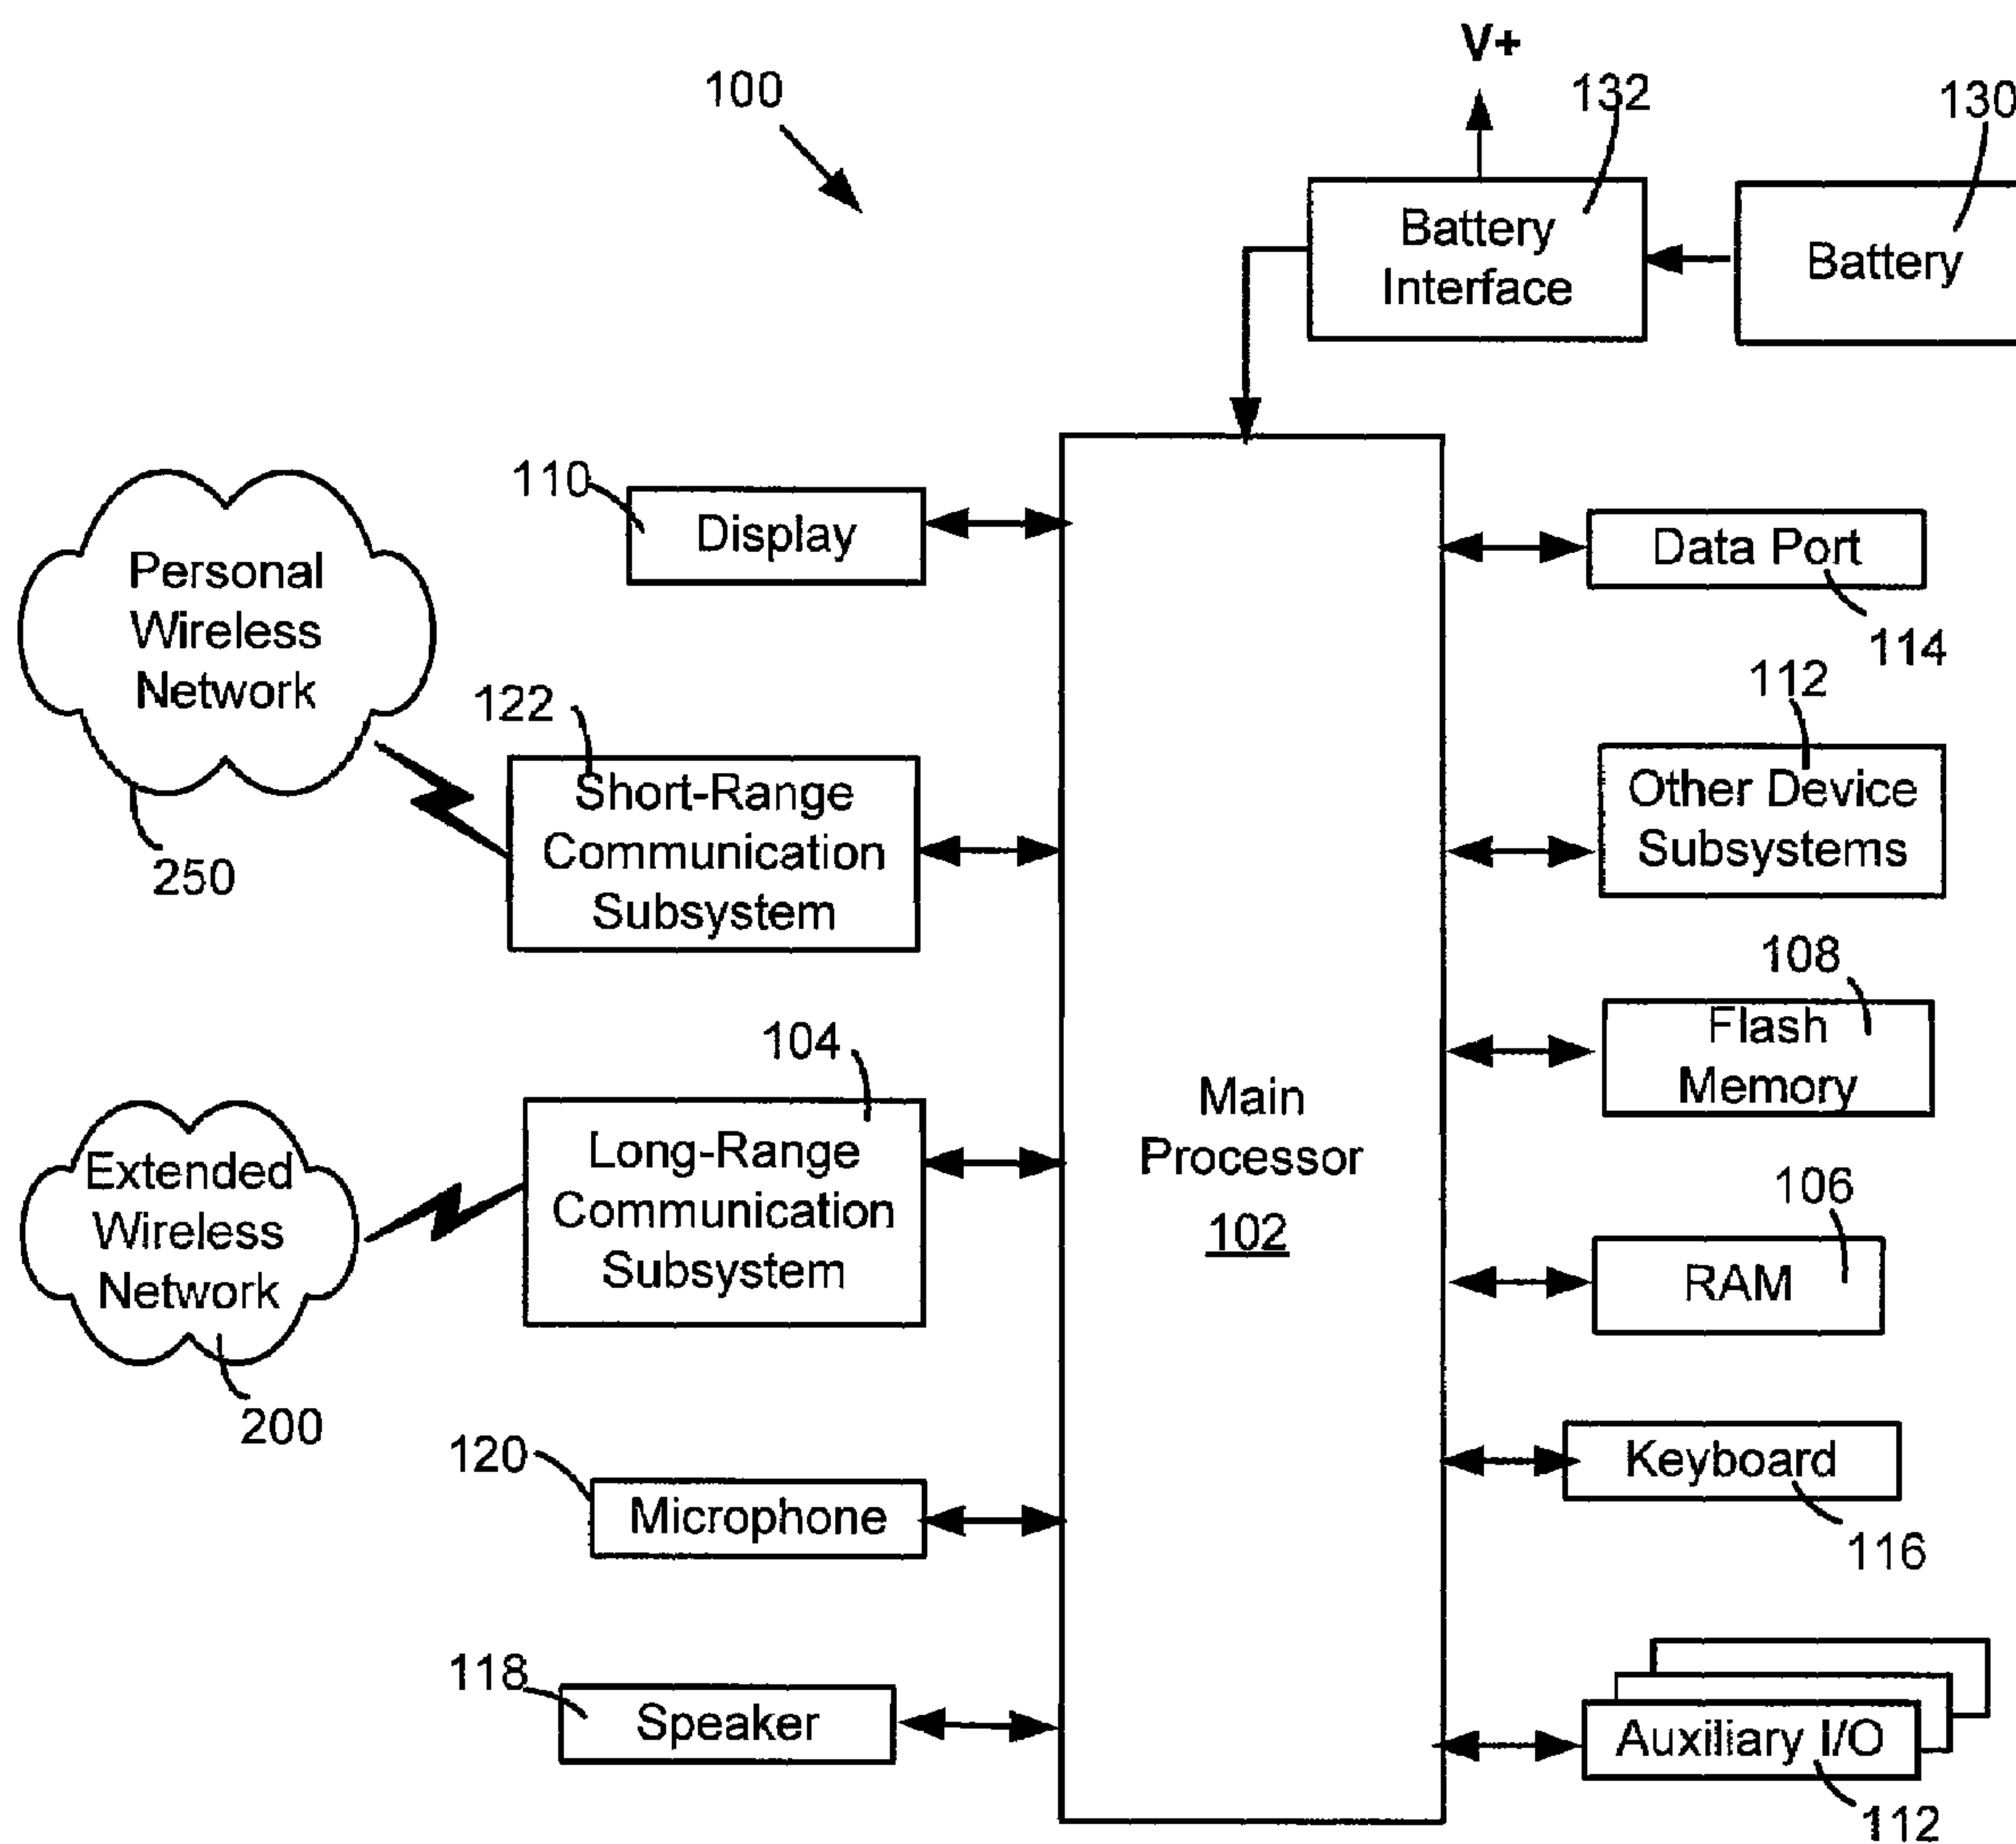 V+
100
132
130
Battery
Interface
Battery
110
Display
Data Port
114
Personal
Wireless
Network
250
122
Short-Range
Communication
Subsystem
112
Other Device
Subsystems
108
Flash
Memory
104
Long-Range
Communication
Subsystem
Main
Processor
102
Extended
Wireless
Network
200
106
RAM
120
Microphone
Keyboard
116
118
Speaker
Auxiliary I/O
112